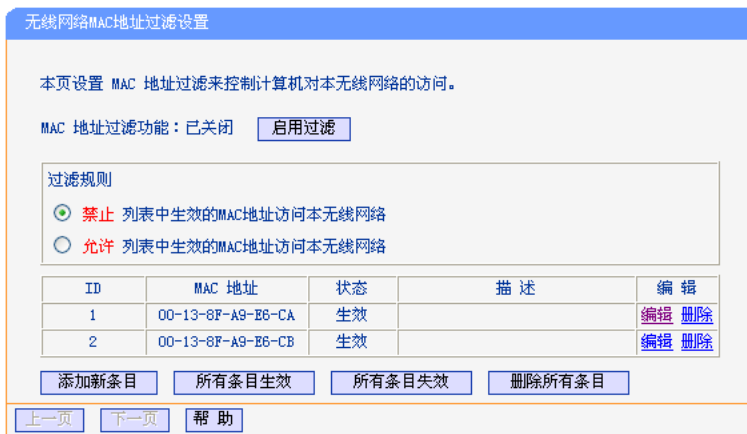 无线网络MAC地址过滤设置
本页设置 MAC 地址过滤来控制计算机对本无线网络的访问。
MAC 地址过滤功能：已关闭 启用过滤
过滤规则
禁止 列表中生效的MAC地址访问本无线网络
允许 列表中生效的MAC地址访问本无线网络
ID MAC 地址 状态 描 述 编 辑
1 00-13-8F-A9-E6-CA 生效 编辑 删除
2 00-13-8F-A9-E6-CB 生效 编辑 删除
添加新条目 所有条目生效 所有条目失效 删除所有条目
上一页 下一页 帮 助